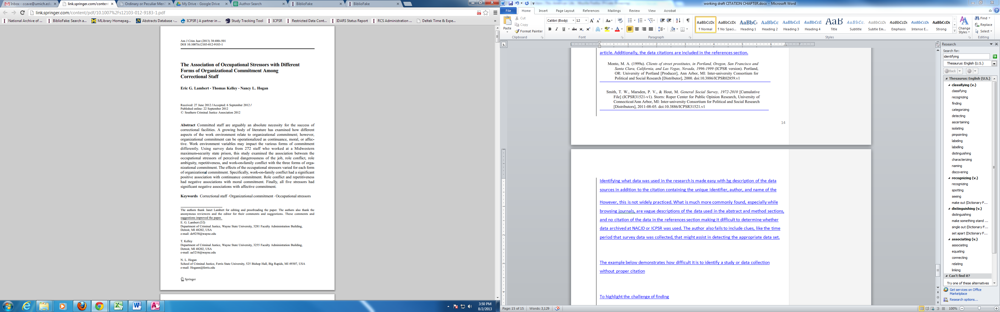 Inbox - ccave@umich.edu
link.springer.com/content
Ordinary or Peculiar Men?
My Drive - Google Drive
Author Search
BiblioFake
BiblioFake
link.springer.com/content/pdf/10.1007%2Fs12103-012-9183-1.pdf
National Archive of ...
BiblioFake: Search a...
MLibrary Homepag...
Abstracts Database -...
ICPSR | A partner in ...
Study Tracking Tool
ICPSR
Restricted Data Cont...
IDARS Status Report
RCS Administration ...
Deltek Time & Expe...
Am J Crim Just (2013) 38:480–501
DOI 10.1007/s12103-012-9183-1
The Association of Occupational Stressors with Different
Forms of Organizational Commitment Among
Correctional Staff
Eric G. Lambert · Thomas Kelley · Nancy L. Hogan
Received: 27 June 2012 / Accepted: 6 September 2012 /
Published online: 22 September 2012
© Southern Criminal Justice Association 2012
Abstract Committed staff are arguably an absolute necessity for the success of
correctional facilities. A growing body of literature has examined how different
aspects of the work environment relate to organizational commitment; however,
organizational commitment can be operationalized as continuance, moral, or affec-
tive. Work environment variables may impact the various forms of commitment
differently. Using survey data from 272 staff who worked at a Midwestern
maximum-security state prison, this study examined the association between the
occupational stressors of perceived dangerousness of the job, role conflict, role
ambiguity, repetitiveness, and work-on-family conflict with the three forms of orga-
nizational commitment. The effects of the occupational stressors varied for each form
of organizational commitment. Specifically, work-on-family conflict had a significant
positive association with continuance commitment. Role conflict and repetitiveness
had negative associations with moral commitment. Finally, all five stressors had
significant negative associations with affective commitment.
Keywords Correctional staff · Organizational commitment · Occupational stressors
The authors thank Janet Lambert for editing and proofreading the paper. The authors also thank the
anonymous reviewers and the editor for their comments and suggestions. These comments and
suggestions improved the paper.
E. G. Lambert (✉)
Department of Criminal Justice, Wayne State University, 3281 Faculty Administration Building,
Detroit, MI 48202, USA
e-mail: dz9258@wayne.edu
T. Kelley
Department of Criminal Justice, Wayne State University, 3255 Faculty Administration Building,
Detroit, MI 48202, USA
e-mail: aa5216@wayne.edu
N. L. Hogan
School of Criminal Justice, Ferris State University, 525 Bishop Hall, Big Rapids, MI 49307, USA
e-mail: Hogann@ferris.edu
Springer
3:50 PM
8/2/2013
working draft CITATION CHAPTER.docx - Microsoft Word
File Home Insert Page Layout References Mailings Review View Acrobat
Paste
Cut
Copy
Format Painter
Clipboard
Calibri (Body) 12
Font
Paragraph
AaBbCcDc
¶ Normal
AaBbCcDc
¶ No Spaci...
AaBbC
Heading 1
AaBbCc
Heading 2
AaBbCcI
Heading 3
AaBbCcD
Heading 4
AaB
Title
AaBbCc.
Subtitle
AaBbCcDc
Subtle Em...
AaBbCcDc
Emphasis
AaBbCcDc
Intense E...
AaBbCcDc
Strong
Change
Styles
Styles
Find
Replace
Select
Editing
article. Additionally, the data citations are included in the references section.
Monto, M. A. (1999a). Clients of street prostitutes, in Portland, Oregon, San Francisco and
Santa Clara, California, and Las Vegas, Nevada, 1996-1999 (ICPSR version). Portland,
OR: University of Portland [Producer], Ann Arbor, MI: Inter-university Consortium for
Political and Social Research [Distributor], 2000. doi:10.3886/ICPSR02859.v1
Smith, T. W., Marsden, P. V., & Hout, M. General Social Survey, 1972-2010 [Cumulative
File] (ICPSR31521-v1). Storrs: Roper Center for Public Opinion Research, University of
Connecticut/Ann Arbor, MI: Inter-university Consortium for Political and Social Research
[Distributors], 2011-08-05. doi:10.3886/ICPSR31521.v1
14
Identifying what data was used in the research is made easy with he description of the data
sources in addition to the citation containing the unique identifier, author, and name of the
However, this is not widely practiced. What is much more commonly found, especially while
browsing journals, are vague descriptions of the data used in the abstract and method sections,
and no citation of the data in the references section making it difficult to determine whether
data archived at NACJD or ICPSR was used. The author also fails to include clues, like the time
period that survey data was collected, that might assist in detecting the appropriate data set.
The example below demonstrates how difficult it is to identify a study or data collection
without proper citation
To highlight the challenge of finding
Page: 15 of 15
Words: 3,129
100%
Research
Search for:
identifying
Thesaurus: English (U.S.)
Back
Thesaurus: English (U.S.)
classifying (v.)
classifying
recognizing
finding
categorizing
detecting
ascertaining
isolating
pinpointing
labeling
labelling
distinguishing
characterizing
naming
discovering
recognizing (v.)
recognizing
spotting
seeing
make out (Dictionary F...
distinguishing (v.)
distinguishing
make something stand ...
single out (Dictionary F...
set apart (Dictionary F...
associating (v.)
associating
equating
connecting
relating
linking
Can't find it?
Try one of these alternatives
Get services on Office
Marketplace
Research options...